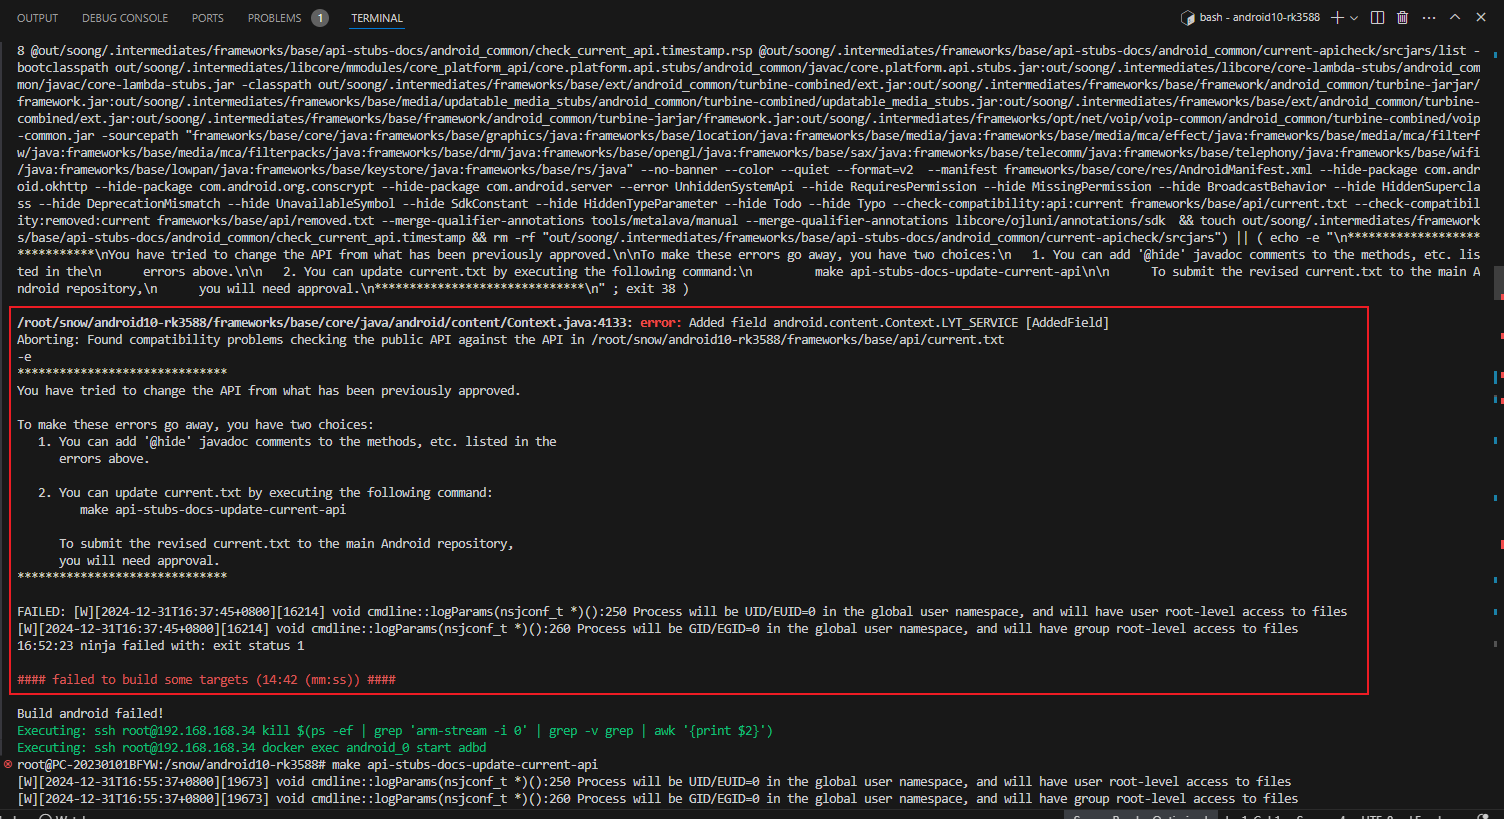 OUTPUT DEBUG CONSOLE PORTS PROBLEMS 1 TERMINAL bash - android10-rk3588
8 @out/soong/.intermediates/frameworks/base/api-stubs-docs/android_common/check_current_api.timestamp.rsp @out/soong/.intermediates/frameworks/base/api-stubs-docs/android_common/current-apicheck/srcjars/list -
bootclasspath out/soong/.intermediates/libcore/mmodules/core_platform_api/core.platform.api.stubs/android_common/javac/core.platform.api.stubs.jar:out/soong/.intermediates/libcore/core-lambda-stubs/android_com
mon/javac/core-lambda-stubs.jar -classpath out/soong/.intermediates/frameworks/base/ext/android_common/turbine-combined/ext.jar:out/soong/.intermediates/frameworks/base/framework/android_common/turbine-jarjar/
framework.jar:out/soong/.intermediates/frameworks/base/media/updatable_media_stubs/android_common/turbine-combined/updatable_media_stubs.jar:out/soong/.intermediates/frameworks/base/ext/android_common/turbine-
combined/ext.jar:out/soong/.intermediates/frameworks/base/framework/android_common/turbine-jarjar/framework.jar:out/soong/.intermediates/frameworks/opt/net/voip/voip-common/android_common/turbine-combined/voip
-common.jar -sourcepath "frameworks/base/core/java:frameworks/base/graphics/java:frameworks/base/location/java:frameworks/base/media/java:frameworks/base/media/mca/effect/java:frameworks/base/media/mca/filterf
w/java:frameworks/base/media/mca/filterpacks/java:frameworks/base/drm/java:frameworks/base/opengl/java:frameworks/base/sax/java:frameworks/base/telecomm/java:frameworks/base/telephony/java:frameworks/base/wifi
/java:frameworks/base/lowpan/java:frameworks/base/keystore/java:frameworks/base/rs/java" --no-banner --color --quiet --format=v2  --manifest frameworks/base/core/res/AndroidManifest.xml --hide-package com.andr
oid.okhttp --hide-package com.android.org.conscrypt --hide-package com.android.server --error UnhiddenSystemApi --hide RequiresPermission --hide MissingPermission --hide BroadcastBehavior --hide HiddenSupercla
ss --hide DeprecationMismatch --hide UnavailableSymbol --hide SdkConstant --hide HiddenTypeParameter --hide Todo --hide Typo --check-compatibility:api:current frameworks/base/api/current.txt --check-compatibil
ity:removed:current frameworks/base/api/removed.txt --merge-qualifier-annotations tools/metalava/manual --merge-qualifier-annotations libcore/ojluni/annotations/sdk  && touch out/soong/.intermediates/framework
s/base/api-stubs-docs/android_common/check_current_api.timestamp && rm -rf "out/soong/.intermediates/frameworks/base/api-stubs-docs/android_common/current-apicheck/srcjars") || ( echo -e "\n*******************
***********\nYou have tried to change the API from what has been previously approved.\n\nTo make these errors go away, you have two choices:\n   1. You can add '@hide' javadoc comments to the methods, etc. lis
ted in the\n      errors above.\n\n   2. You can update current.txt by executing the following command:\n         make api-stubs-docs-update-current-api\n\n      To submit the revised current.txt to the main A
ndroid repository,\n      you will need approval.\n******************************\n" ; exit 38 )
/root/snow/android10-rk3588/frameworks/base/core/java/android/content/Context.java:4133: error: Added field android.content.Context.LYT_SERVICE [AddedField]
Aborting: Found compatibility problems checking the public API against the API in /root/snow/android10-rk3588/frameworks/base/api/current.txt
-e
******************************
You have tried to change the API from what has been previously approved.
To make these errors go away, you have two choices:
1. You can add '@hide' javadoc comments to the methods, etc. listed in the
errors above.
2. You can update current.txt by executing the following command:
make api-stubs-docs-update-current-api
To submit the revised current.txt to the main Android repository,
you will need approval.
******************************
FAILED: [W][2024-12-31T16:37:45+0800][16214] void cmdline::logParams(nsjconf_t *)():250 Process will be UID/EUID=0 in the global user namespace, and will have user root-level access to files
[W][2024-12-31T16:37:45+0800][16214] void cmdline::logParams(nsjconf_t *)():260 Process will be GID/EGID=0 in the global user namespace, and will have group root-level access to files
16:52:23 ninja failed with: exit status 1
#### failed to build some targets (14:42 (mm:ss)) ####
Build android failed!
Executing: ssh root@192.168.168.34 kill $(ps -ef | grep 'arm-stream -i 0' | grep -v grep | awk '{print $2}')
Executing: ssh root@192.168.168.34 docker exec android_0 start adbd
root@PC-20230101BFYW:/snow/android10-rk3588# make api-stubs-docs-update-current-api
[W][2024-12-31T16:55:37+0800][19673] void cmdline::logParams(nsjconf_t *)():250 Process will be UID/EUID=0 in the global user namespace, and will have user root-level access to files
[W][2024-12-31T16:55:37+0800][19673] void cmdline::logParams(nsjconf_t *)():260 Process will be GID/EGID=0 in the global user namespace, and will have group root-level access to files